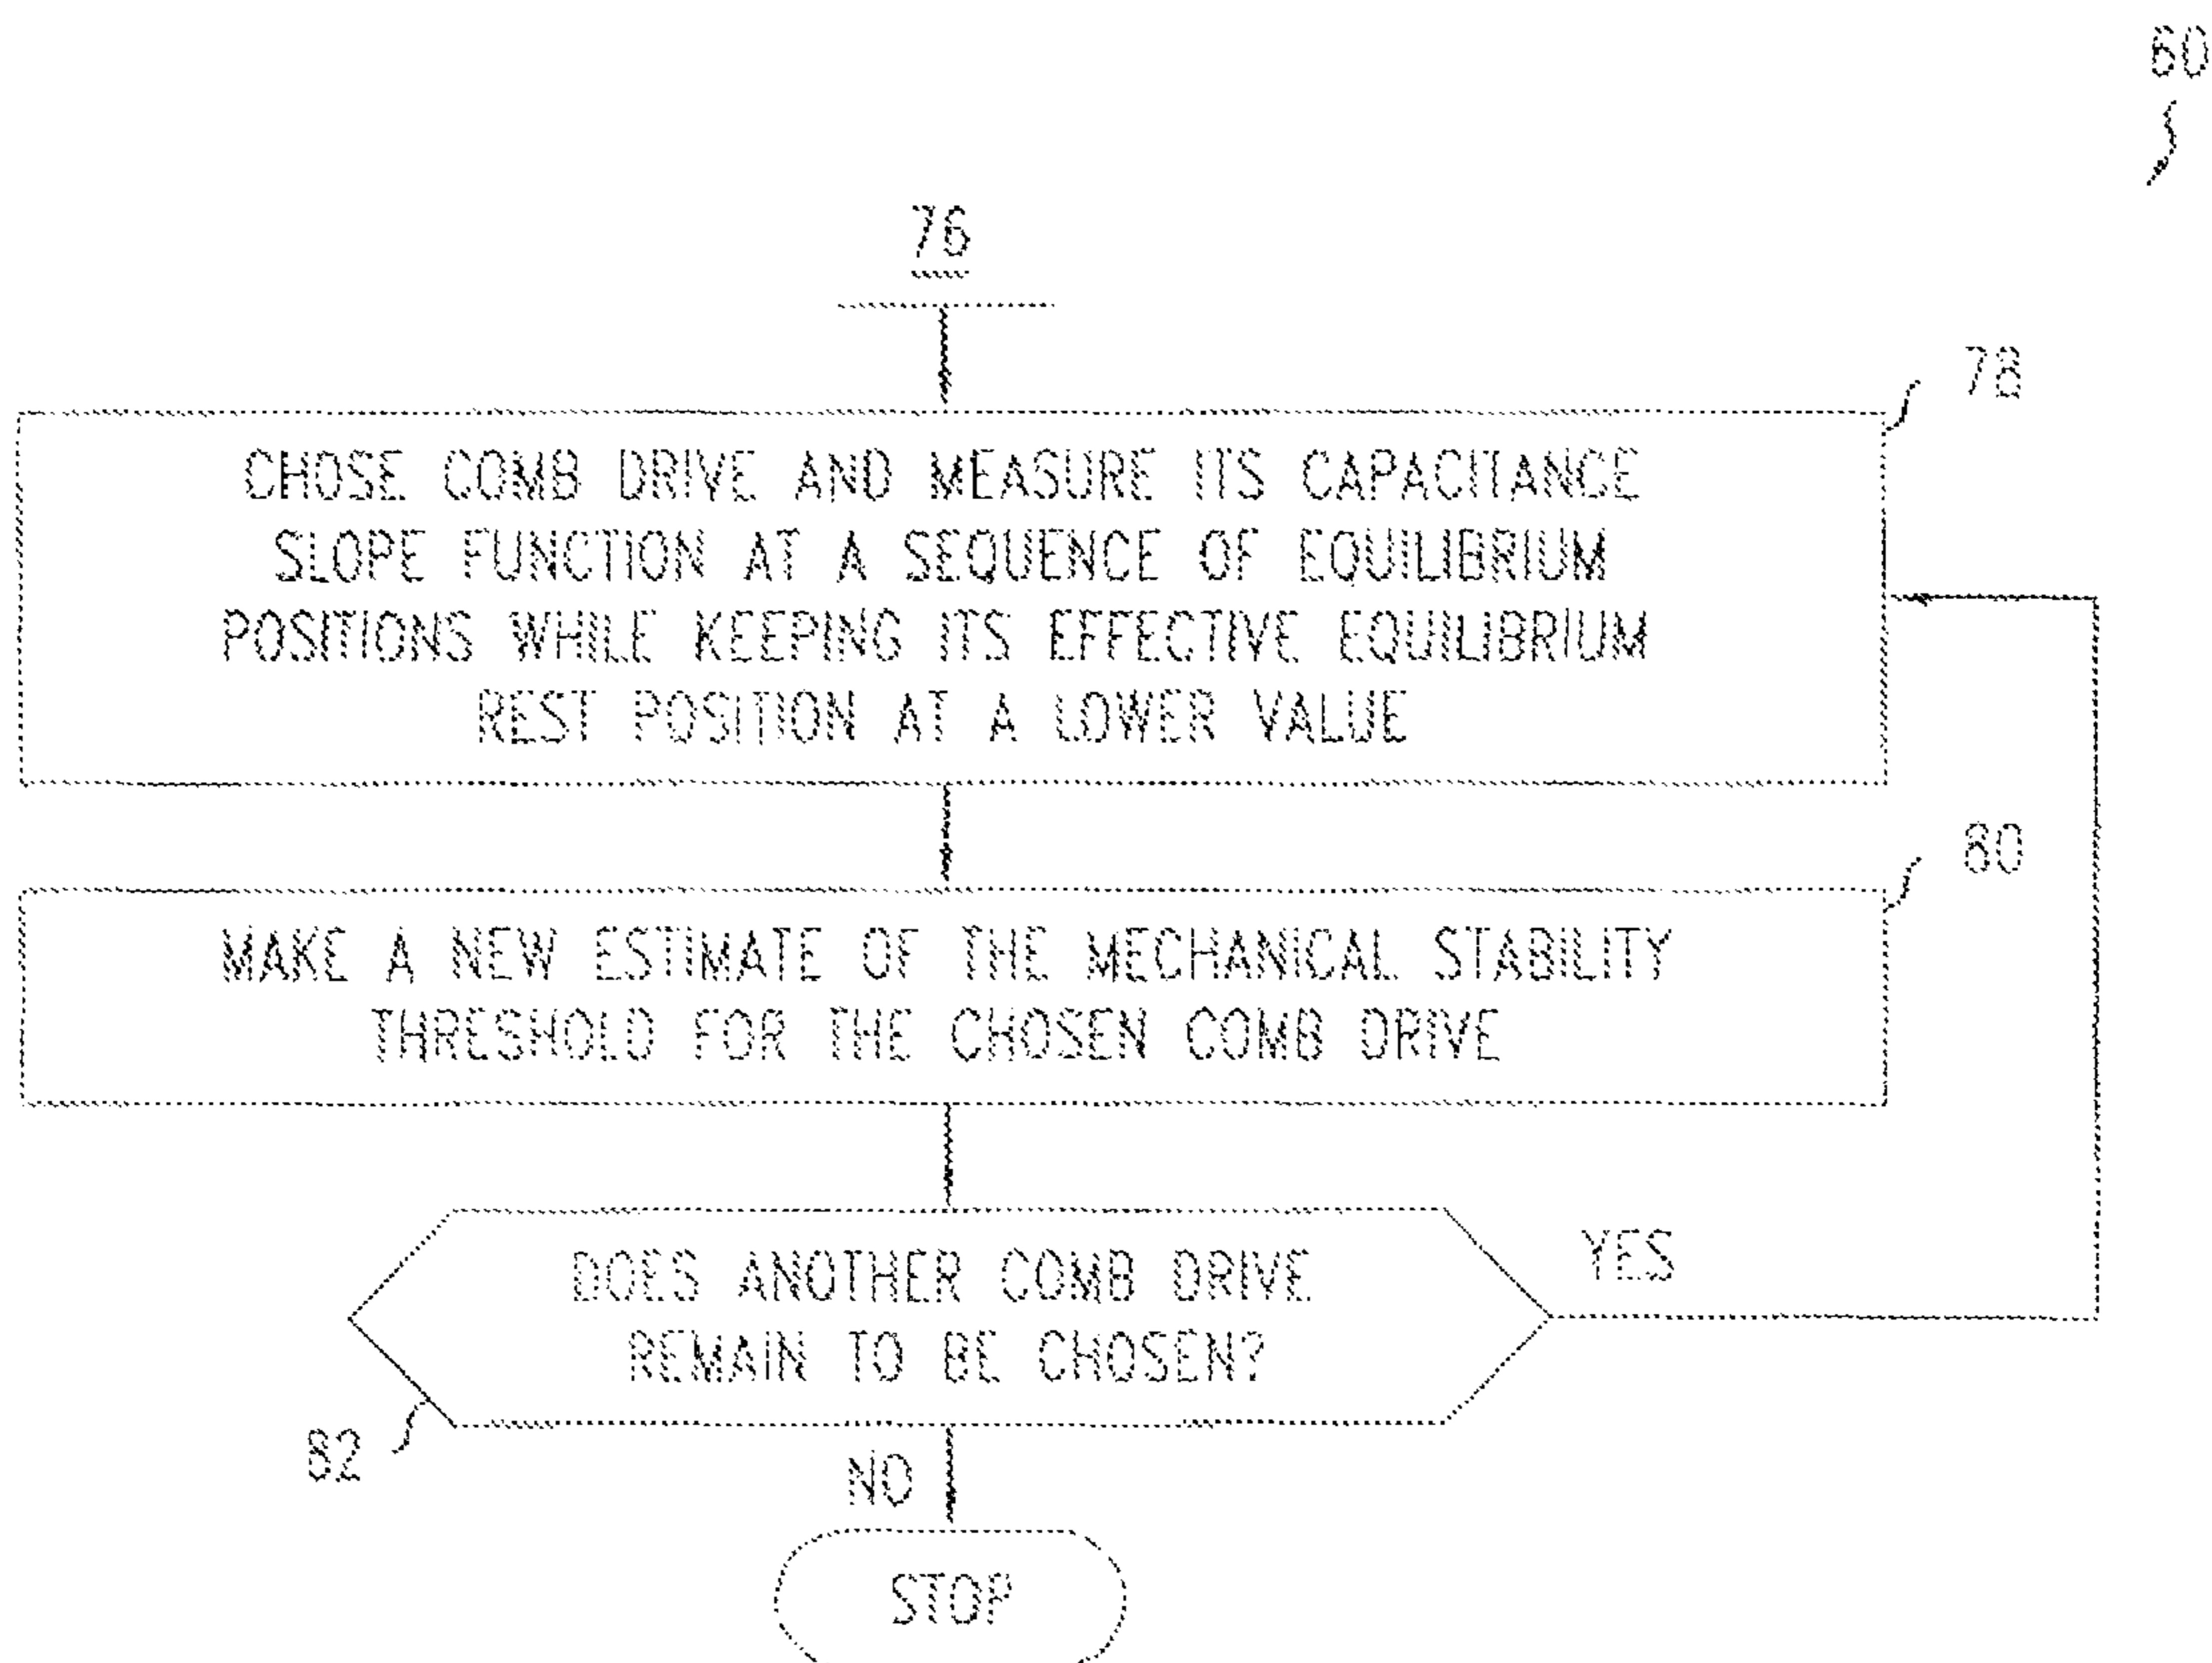 60
76
78
CHOSE COMB DRIVE AND MEASURE ITS CAPACITANCE
SLOPE FUNCTION AT A SEQUENCE OF EQUILIBRIUM
POSITIONS WHILE KEEPING ITS EFFECTIVE EQUILIBRIUM
REST POSITION AT A LOWER VALUE
80
MAKE A NEW ESTIMATE OF THE MECHANICAL STABILITY
THRESHOLD FOR THE CHOSEN COMB DRIVE
DOES ANOTHER COMB DRIVE
REMAIN TO BE CHOSEN?
YES
82
NO
STOP